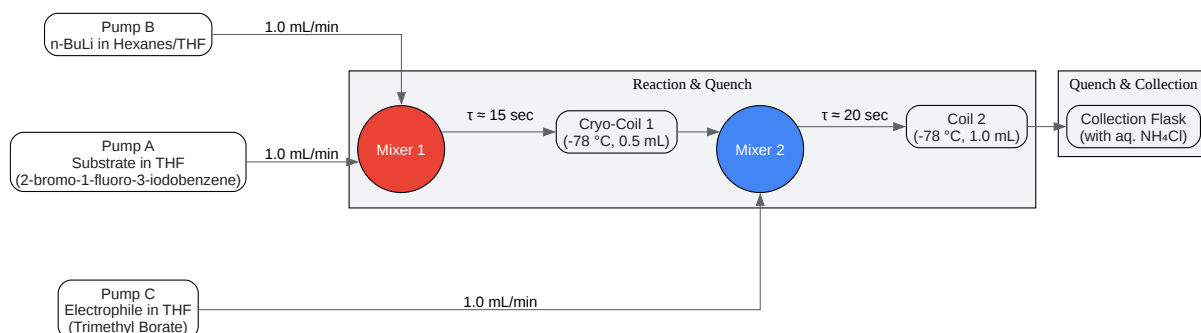 Pump B
n-BuLi in Hexanes/THF
1.0 mL/min
Reaction & Quench
Quench & Collection
Pump A
Substrate in THF
(2-bromo-1-fluoro-3-iodobenzene)
1.0 mL/min
Mixer 1
τ ≈ 15 sec
Cryo-Coil 1
(-78 °C, 0.5 mL)
Mixer 2
τ ≈ 20 sec
Coil 2
(-78 °C, 1.0 mL)
Collection Flask
(with aq. NH₄Cl)
Pump C
Electrophile in THF
(Trimethyl Borate)
1.0 mL/min